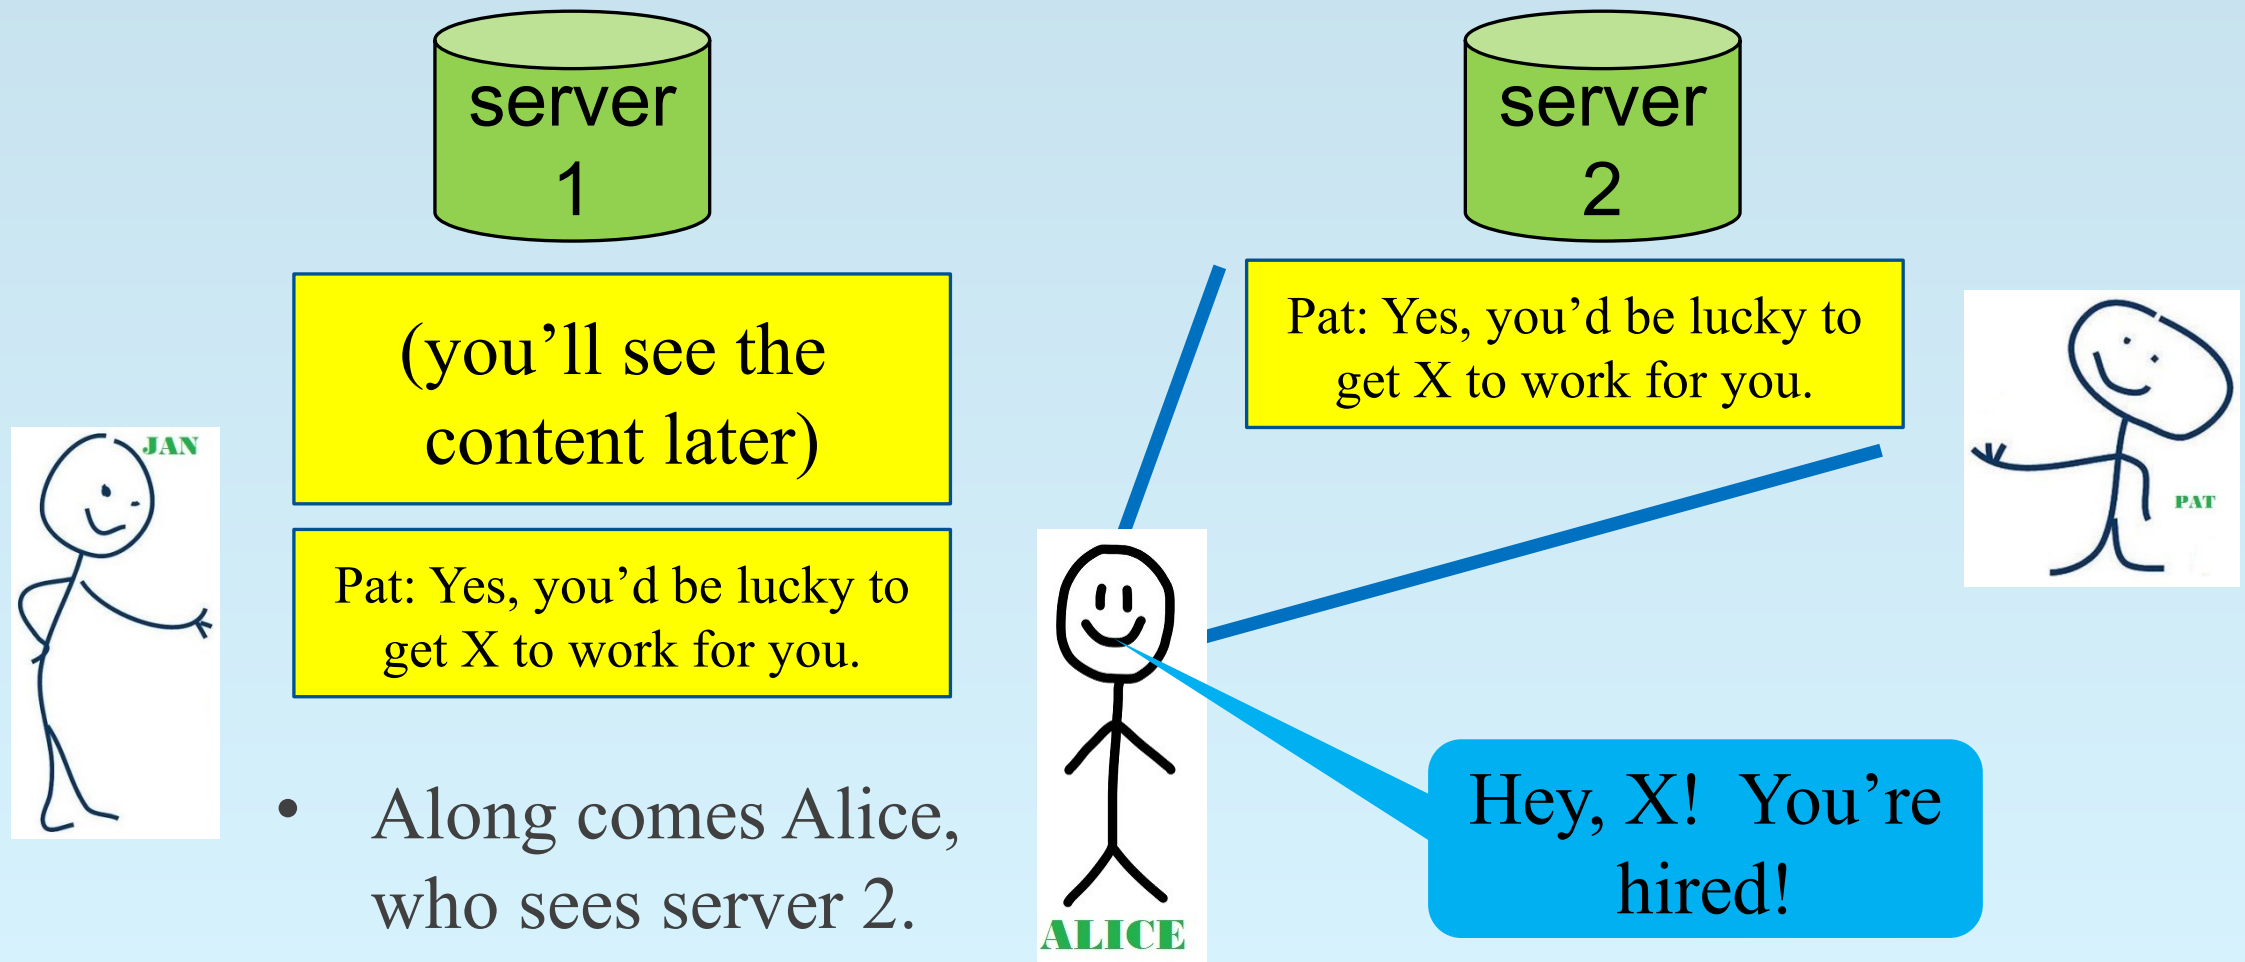 server
1
server
2
(you’ll see the
content later)
Pat: Yes, you’d be lucky to
get X to work for you.
JAN
Pat: Yes, you’d be lucky to
get X to work for you.
PAT
• Along comes Alice,
who sees server 2.
ALICE
Hey, X!  You’re
hired!